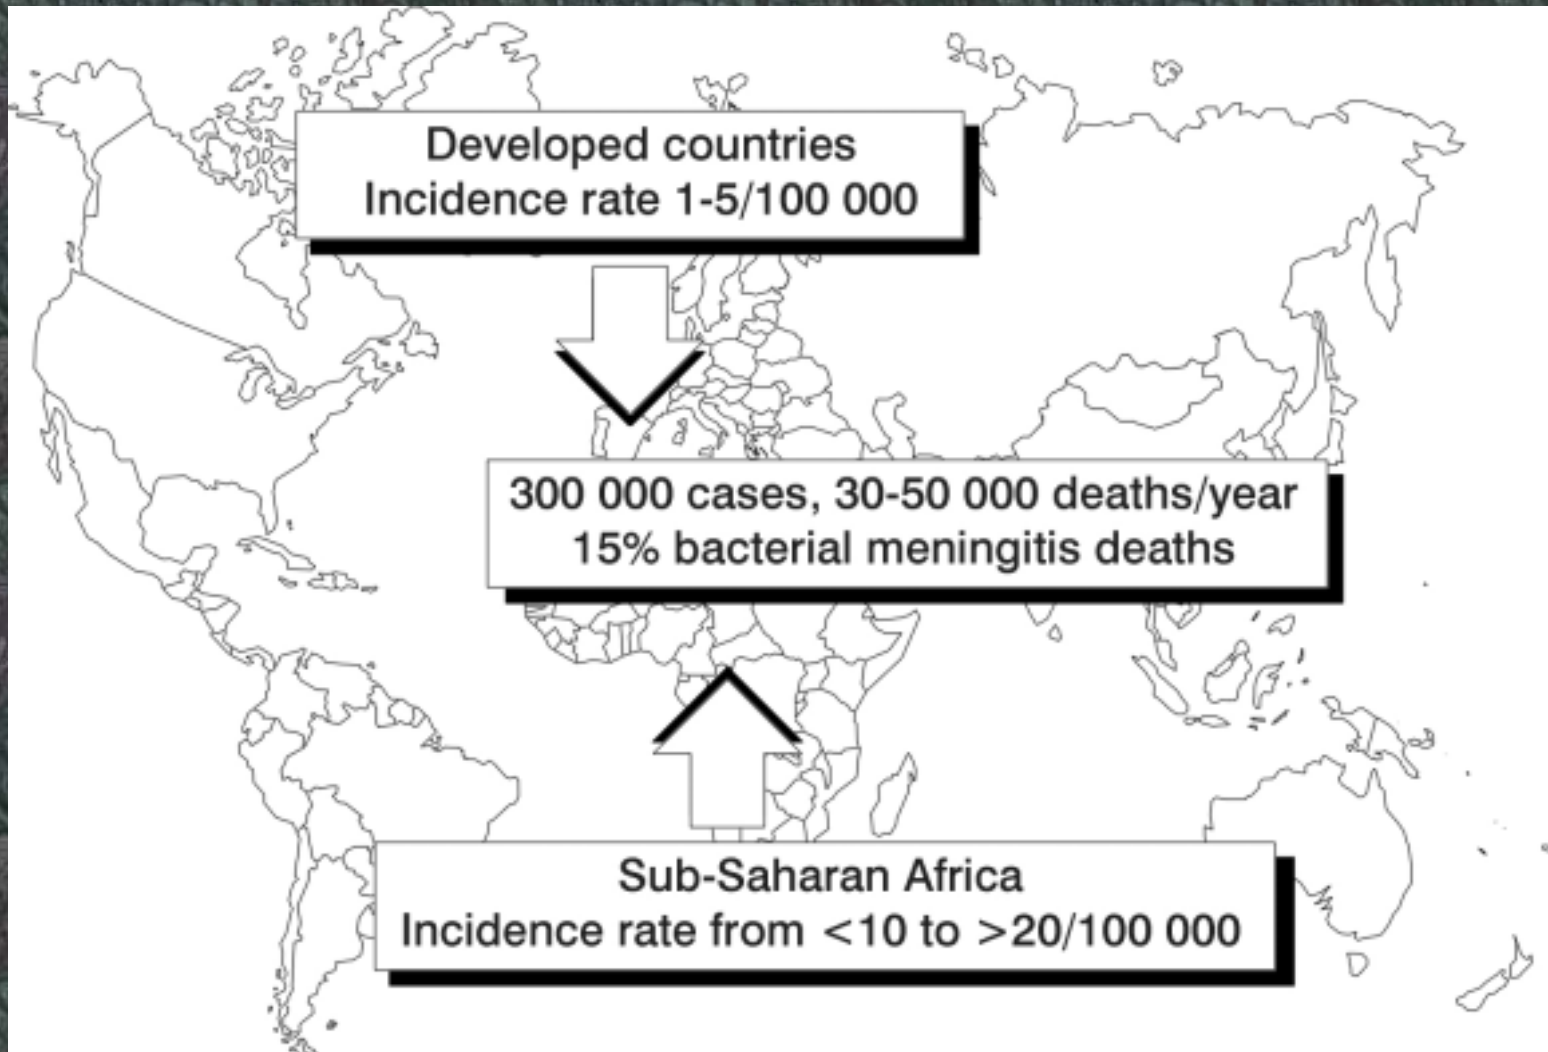 Developed countries
Incidence rate 1-5/100 000
300 000 cases, 30-50 000 deaths/year
15% bacterial meningitis deaths
Sub-Saharan Africa
Incidence rate from <10 to >20/100 000